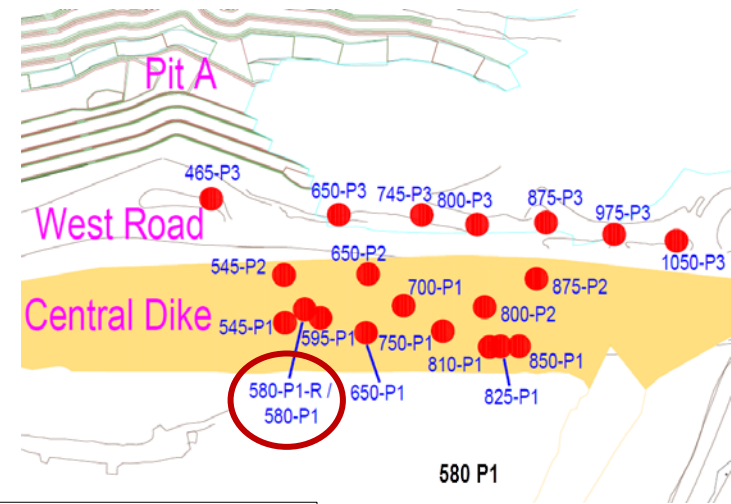 Pit A
465-P3
650-P3
745-P3
800-P3
875-P3
975-P3
1050-P3
West Road
545-P2
650-P2
875-P2
700-P1
800-P2
Central Dike
545-P1
595-P1
750-P1
810-P1
850-P1
580-P1-R /
580-P1
650-P1
825-P1
580 P1